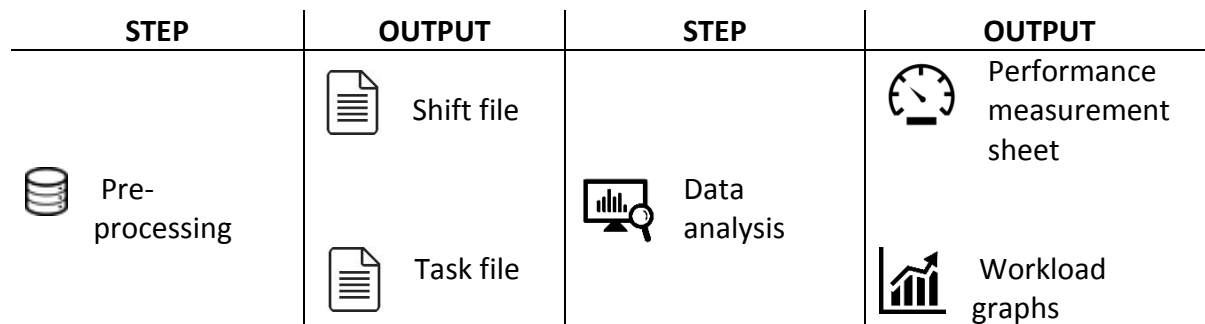 STEP OUTPUT STEP OUTPUT
Shift file
Performance
measurement
sheet
Pre-
processing
Data
analysis
Task file
Workload
graphs